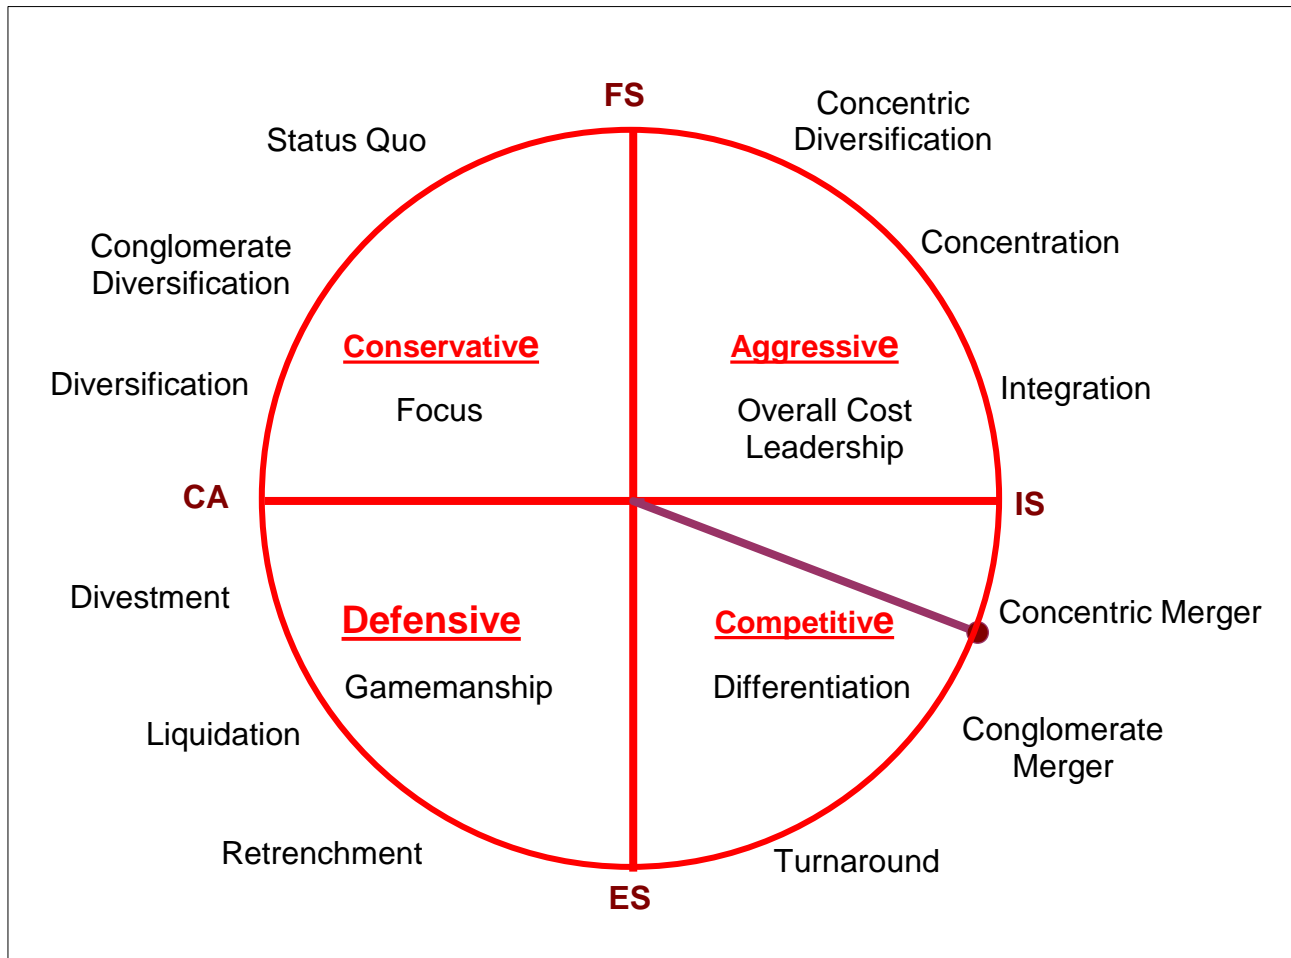 FS
Concentric
Diversification
Status Quo
Concentration
Conglomerate
Diversification
Conservative
Aggressive
Diversification
Integration
Focus
Overall Cost
Leadership
CA
IS
Divestment
Concentric Merger
Defensive
Competitive
Gamemanship
Differentiation
Liquidation
Conglomerate
Merger
Retrenchment
Turnaround
ES